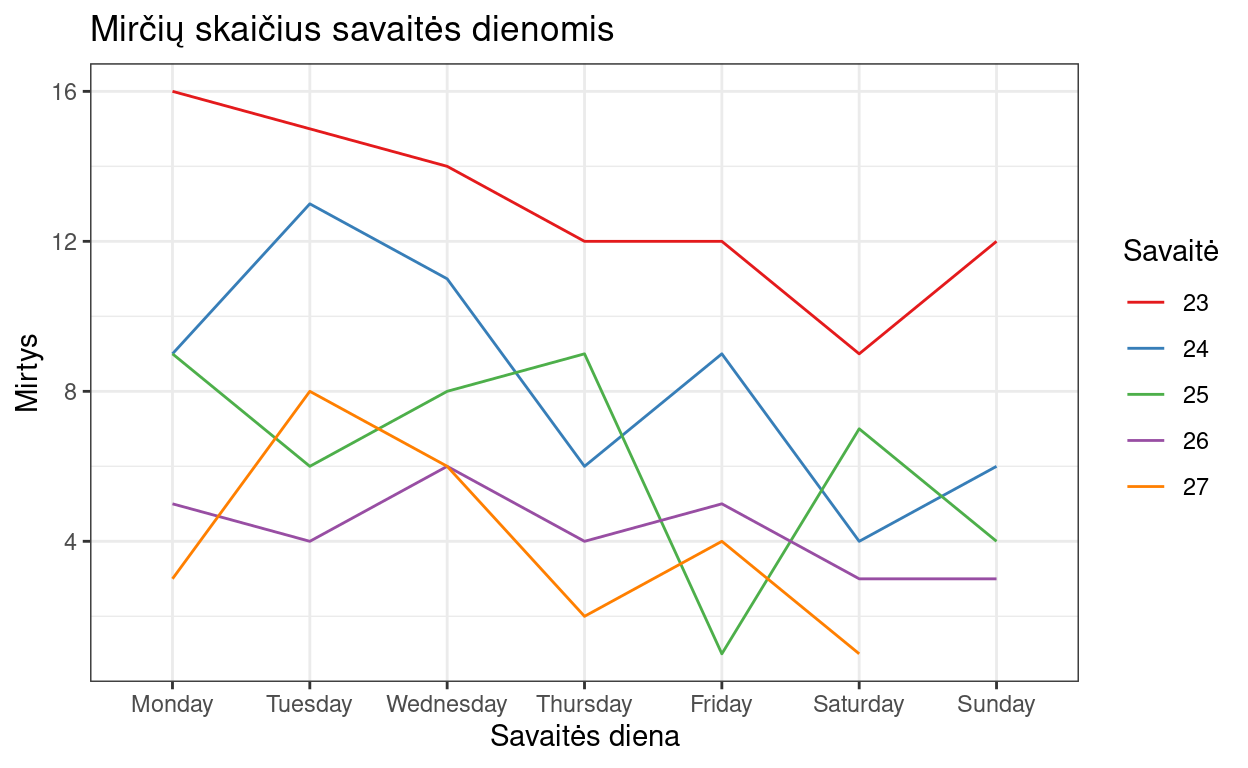 Mirčių skaičius savaitės dienomis
Mirtys
16
12
8
4
Monday Tuesday Wednesday Thursday Friday Saturday Sunday
Savaitės diena
Savaitė
23
24
25
26
27